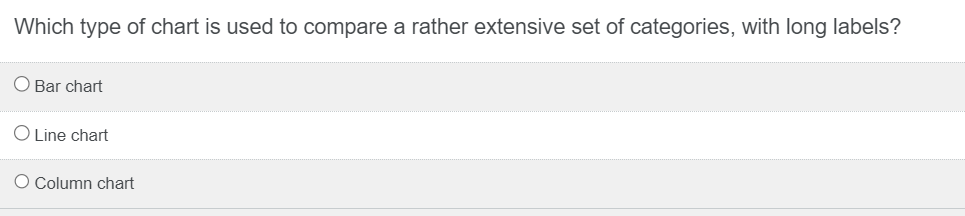 Which type of chart is used to compare a rather extensive set of categories, with long labels?
Bar chart
Line chart
Column chart